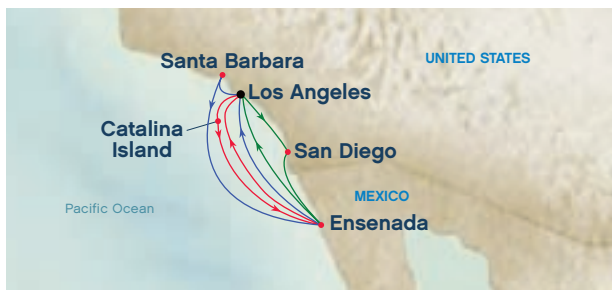 Santa Barbara
UNITED STATES
Los Angeles
Catalina
Island
San Diego
MEXICO
Pacific Ocean
Ensenada